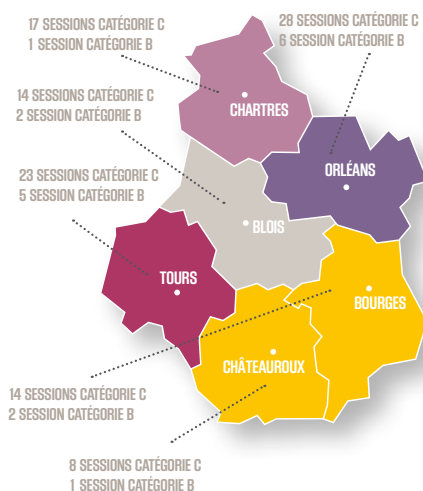 17 SESSIONS CATÉGORIE C
1 SESSION CATÉGORIE B
28 SESSIONS CATÉGORIE C
6 SESSION CATÉGORIE B
14 SESSIONS CATÉGORIE C
2 SESSION CATÉGORIE B
23 SESSIONS CATÉGORIE C
5 SESSION CATÉGORIE B
CHARTRES
ORLÉANS
BLOIS
TOURS
BOURGES
CHÂTEAUROUX
14 SESSIONS CATÉGORIE C
2 SESSION CATÉGORIE B
8 SESSIONS CATÉGORIE C
1 SESSION CATÉGORIE B